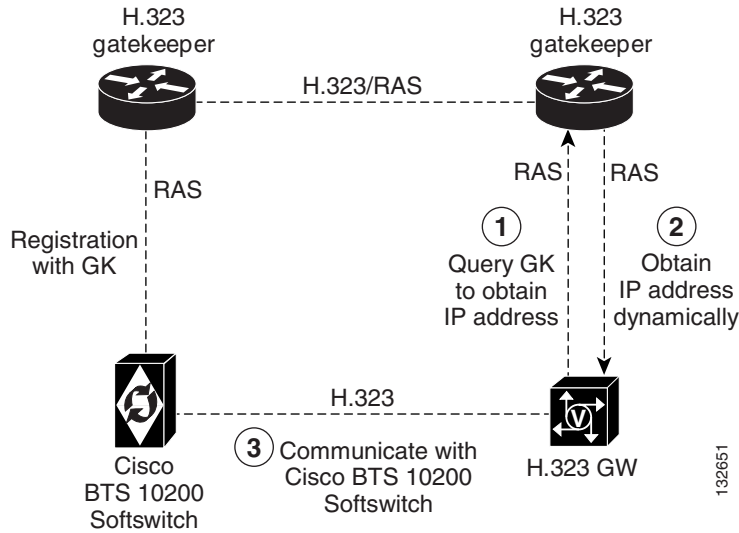 H.323
gatekeeper
H.323
gatekeeper
H.323/RAS
RAS
RAS
RAS
Registration
with GK
1
Query GK
to obtain
IP address
2
Obtain
IP address
dynamically
H.323
V
3 Communicate with
Cisco BTS 10200
Softswitch
Cisco
BTS 10200
Softswitch
H.323 GW
132651